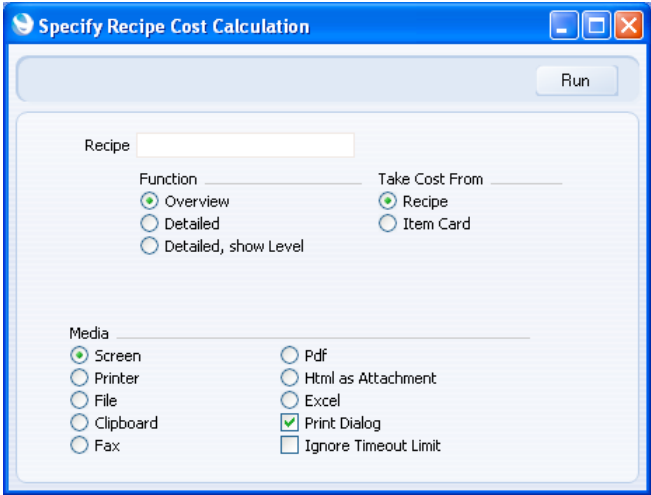 Specify Recipe Cost Calculation
Run
Recipe
Function Take Cost From
Overview Recipe
Detailed Item Card
Detailed, show Level
Media
Screen Pdf
Printer Html as Attachment
File Excel
Clipboard Print Dialog
Fax Ignore Timeout Limit